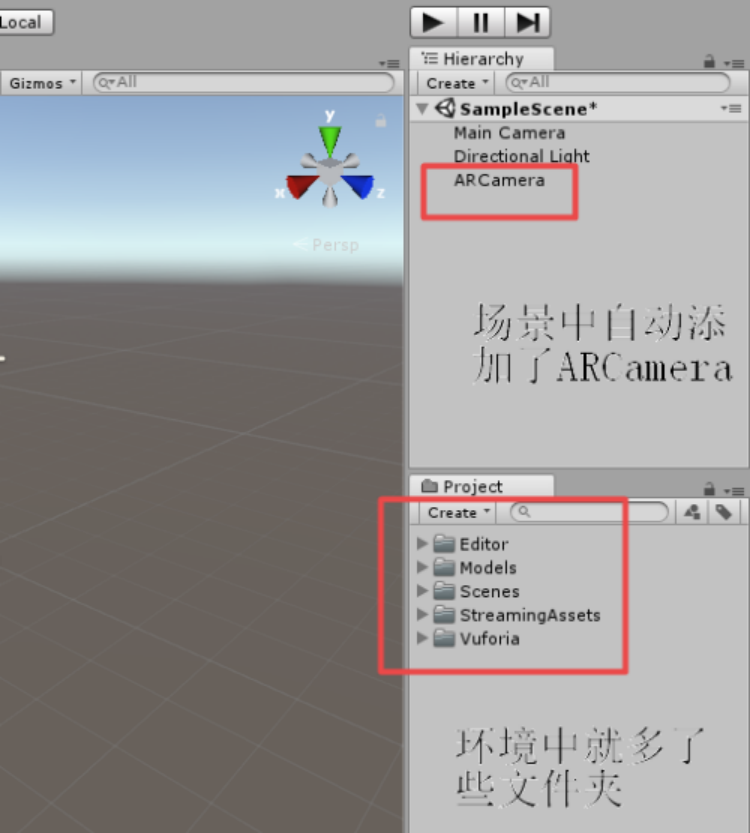 Local
Gizmos
All
y
x
z
Persp
Hierarchy
Create
All
SampleScene*
Main Camera
Directional Light
ARCamera
场景中自动添
加了ARCamera
Project
Create
Editor
Models
Scenes
StreamingAssets
Vuforia
环境中就多了
些文件夹